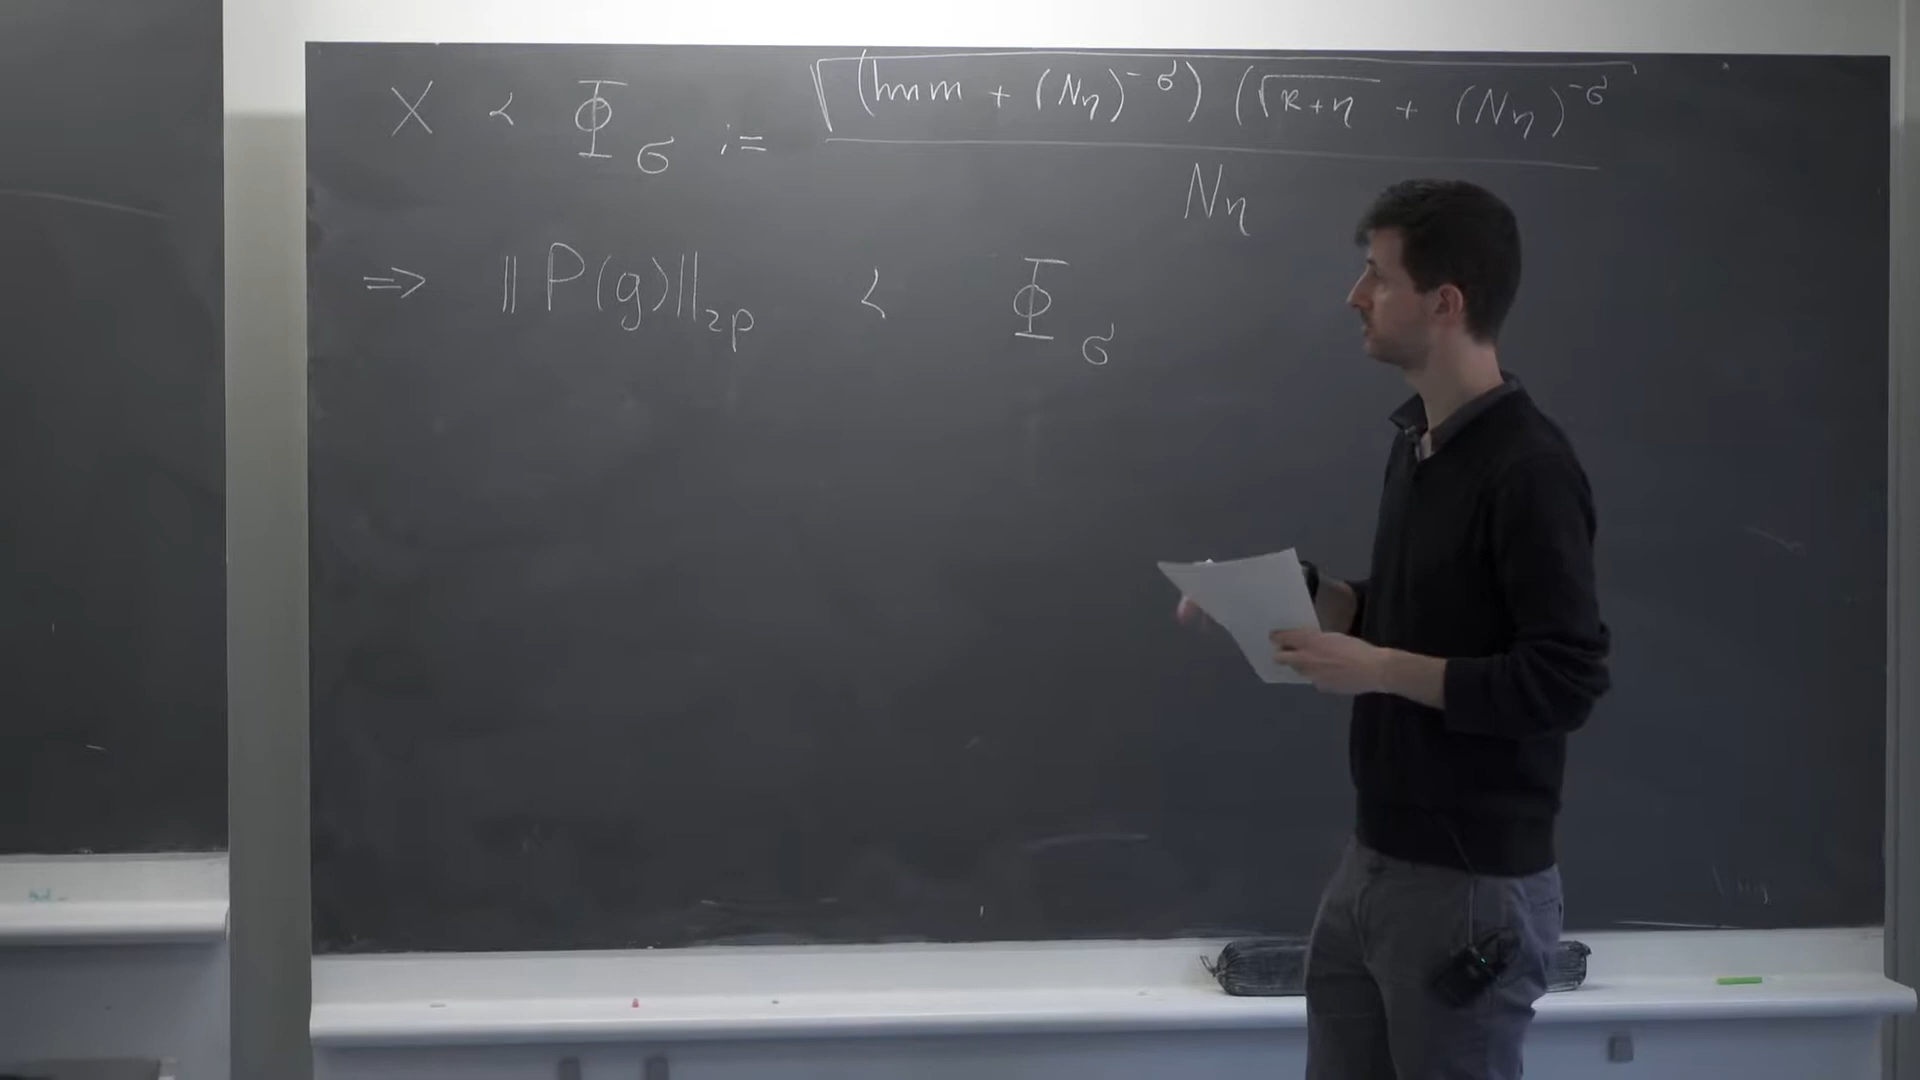 X ≺ Φ_σ := √((Im m + (Nη)^{-σ}) (√(κ+η) + (Nη)^{-σ} / Nη
⇒ ‖P(g)‖_{2p} ≺ Φ_σ